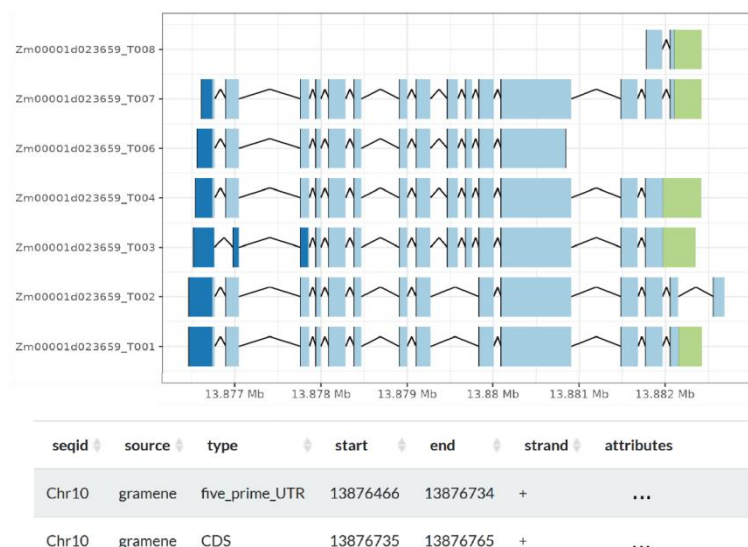 Zm00001d023659_T008
Zm00001d023659_T007
Zm00001d023659_T006
Zm00001d023659_T004
Zm00001d023659_T003
Zm00001d023659_T002
Zm00001d023659_T001
13.877 Mb 13.878 Mb 13.879 Mb 13.88 Mb 13.881 Mb 13.882 Mb
seqid source type start end strand attributes
Chr10 gramene five_prime_UTR 13876466 13876734 + ...
Chr10 gramene CDS 13876735 13876765 + ...